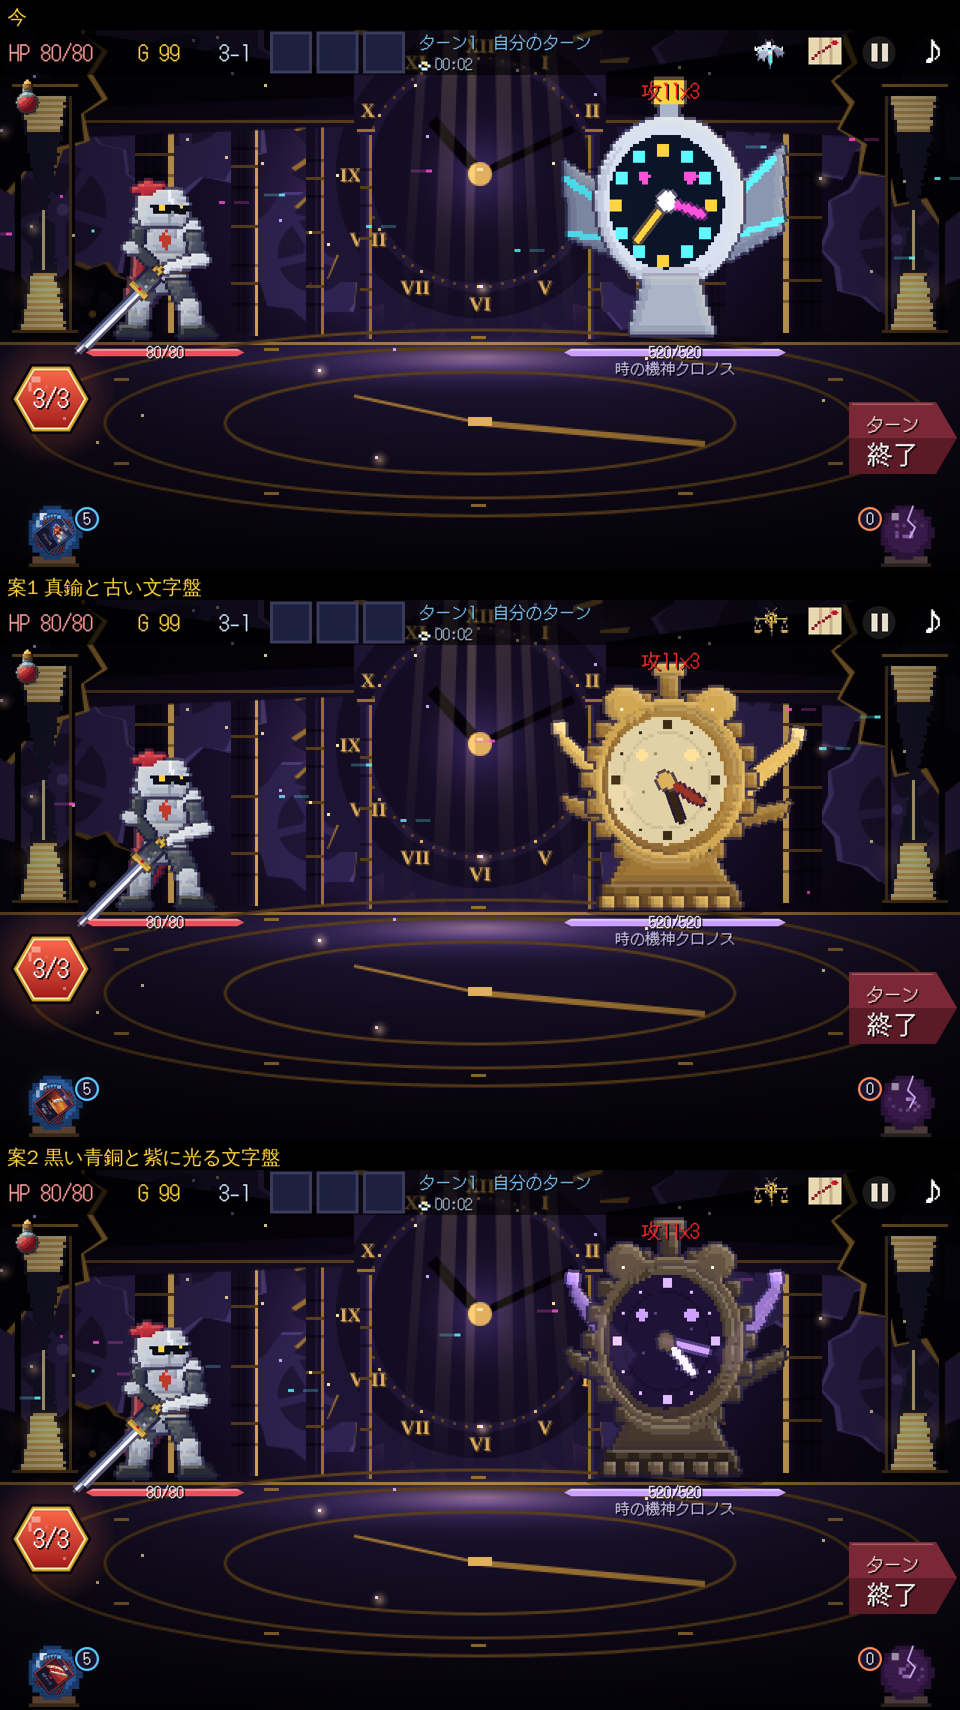 今
HP 80/80 G 99 3-1 ターン1 自分のターン
00:02
攻11x3
XII
I
X
II
IX
VII
VI
V
80/80
520/520
時の機神クロノス
3/3
ターン
終了
5
0
案1 真鍮と古い文字盤
HP 80/80 G 99 3-1 ターン1 自分のターン
00:02
攻11x3
XI
I
X
II
IX
VII
VI
V
80/80
520/520
時の機神クロノス
3/3
ターン
終了
5
0
案2 黒い青銅と紫に光る文字盤
HP 80/80 G 99 3-1 ターン1 自分のターン
00:02
攻11x3
XII
I
X
II
IX
VII
VI
V
80/80
520/520
時の機神クロノス
3/3
ターン
終了
5
0